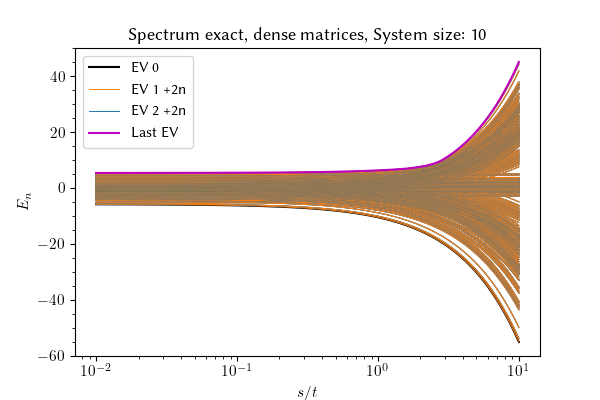 Spectrum exact, dense matrices, System size: 10
EV 0
EV 1 +2n
EV 2 +2n
Last EV
40
20
0
−20
−40
−60
E_n
10^−2
10^−1
10^0
10^1
s/t